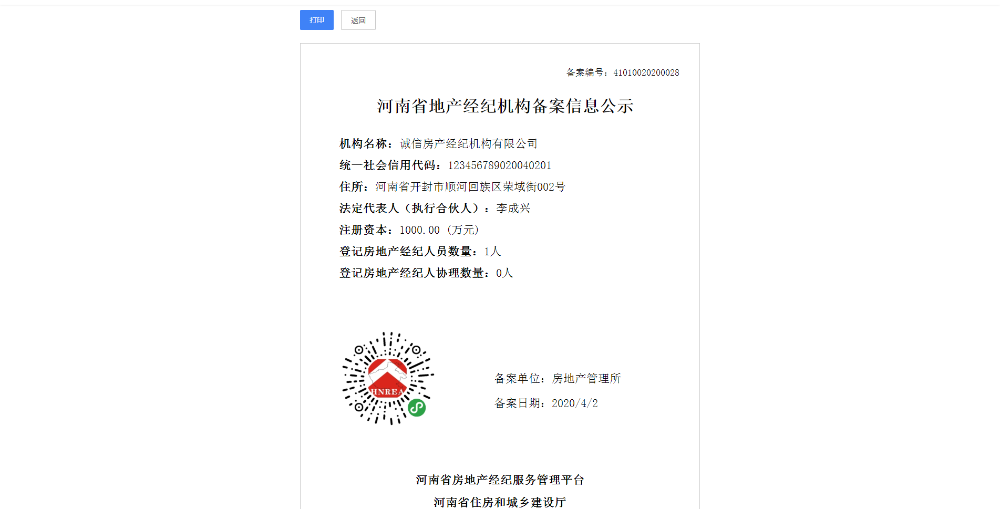 打印
返回
备案编号：41010020200028
河南省地产经纪机构备案信息公示
机构名称：诚信房产经纪机构有限公司
统一社会信用代码：123456789020040201
住所：河南省开封市顺河回族区荣域街002号
法定代表人（执行合伙人）：李成兴
注册资本：1000.00 (万元)
登记房地产经纪人员数量：1人
登记房地产经纪人协理数量：0人
HNREA
备案单位：房地产管理所
备案日期：2020/4/2
河南省房地产经纪服务管理平台
河南省住房和城乡建设厅